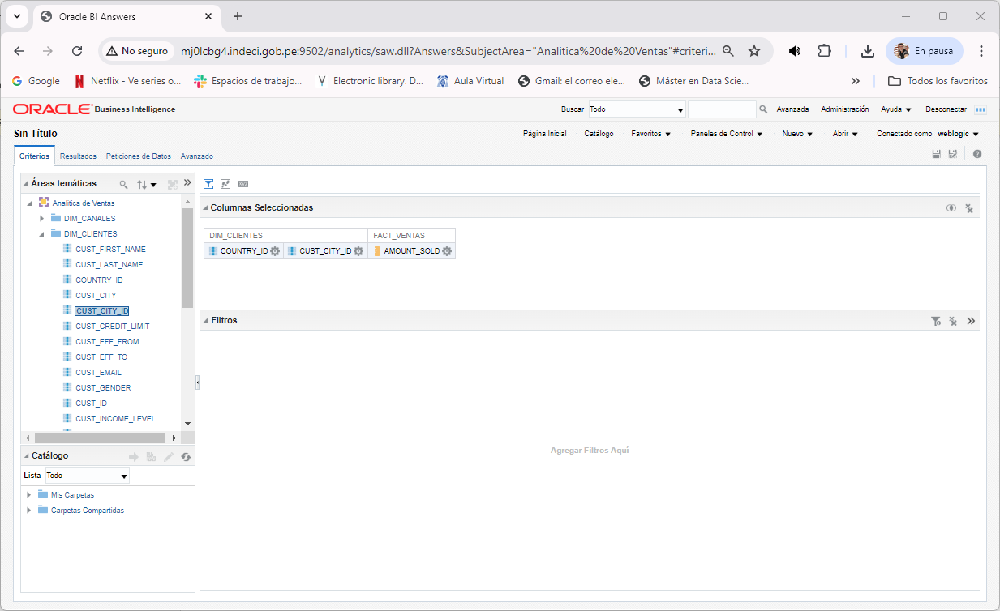 Oracle BI Answers
No seguro
mj0lcbg4.indeci.gob.pe:9502/analytics/saw.dll?Answers&SubjectArea="Analitica%20de%20Ventas"#criteri...
En pausa
Google
Netflix - Ve series o...
Espacios de trabajo...
Electronic library. D...
Aula Virtual
Gmail: el correo ele...
Máster en Data Scie...
Todos los favoritos
ORACLE Business Intelligence
Buscar Todo
Avanzada
Administración
Ayuda
Desconectar
Sin Título
Página Inicial
Catálogo
Favoritos
Paneles de Control
Nuevo
Abrir
Conectado como weblogic
Criterios
Resultados
Peticiones de Datos
Avanzado
Áreas temáticas
Analitica de Ventas
DIM_CANALES
DIM_CLIENTES
CUST_FIRST_NAME
CUST_LAST_NAME
COUNTRY_ID
CUST_CITY
CUST_CITY_ID
CUST_CREDIT_LIMIT
CUST_EFF_FROM
CUST_EFF_TO
CUST_EMAIL
CUST_GENDER
CUST_ID
CUST_INCOME_LEVEL
Catálogo
Lista Todo
Mis Carpetas
Carpetas Compartidas
Columnas Seleccionadas
DIM_CLIENTES
FACT_VENTAS
COUNTRY_ID
CUST_CITY_ID
AMOUNT_SOLD
Filtros
Agregar Filtros Aquí